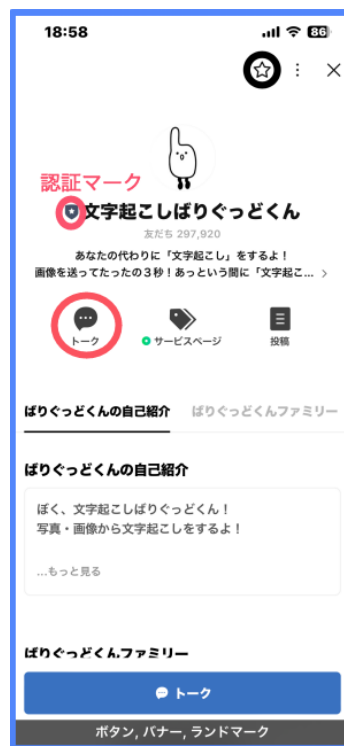 18:58
86
認証マーク
文字起こしばりぐっどくん
友だち 297,920
あなたの代わりに「文字起こし」をするよ！
画像を送ってたったの３秒！あっという間に「文字起こ...
トーク
サービスページ
投稿
ばりぐっどくんの自己紹介 ばりぐっどくんファミリー
ばりぐっどくんの自己紹介
ぼく、文字起こしばりぐっどくん！
写真・画像から文字起こしをするよ！
...もっと見る
ばりぐっどくんファミリー
トーク
ボタン, バナー, ランドマーク